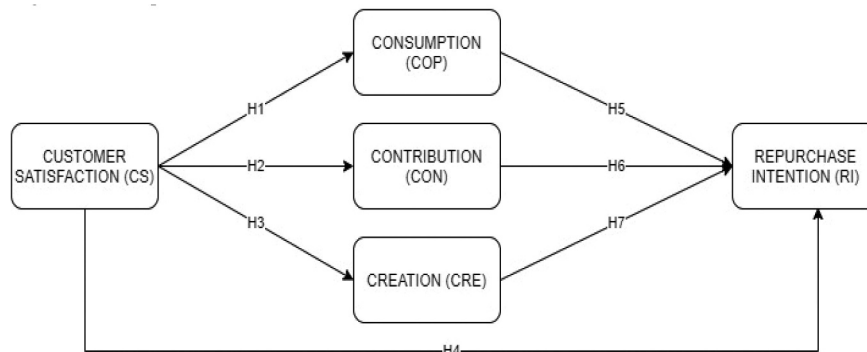 CONSUMPTION
(COP)
H1
H5
CUSTOMER
SATISFACTION (CS)
H2
CONTRIBUTION
(CON)
H6
REPURCHASE
INTENTION (RI)
H3
H7
CREATION (CRE)
H4